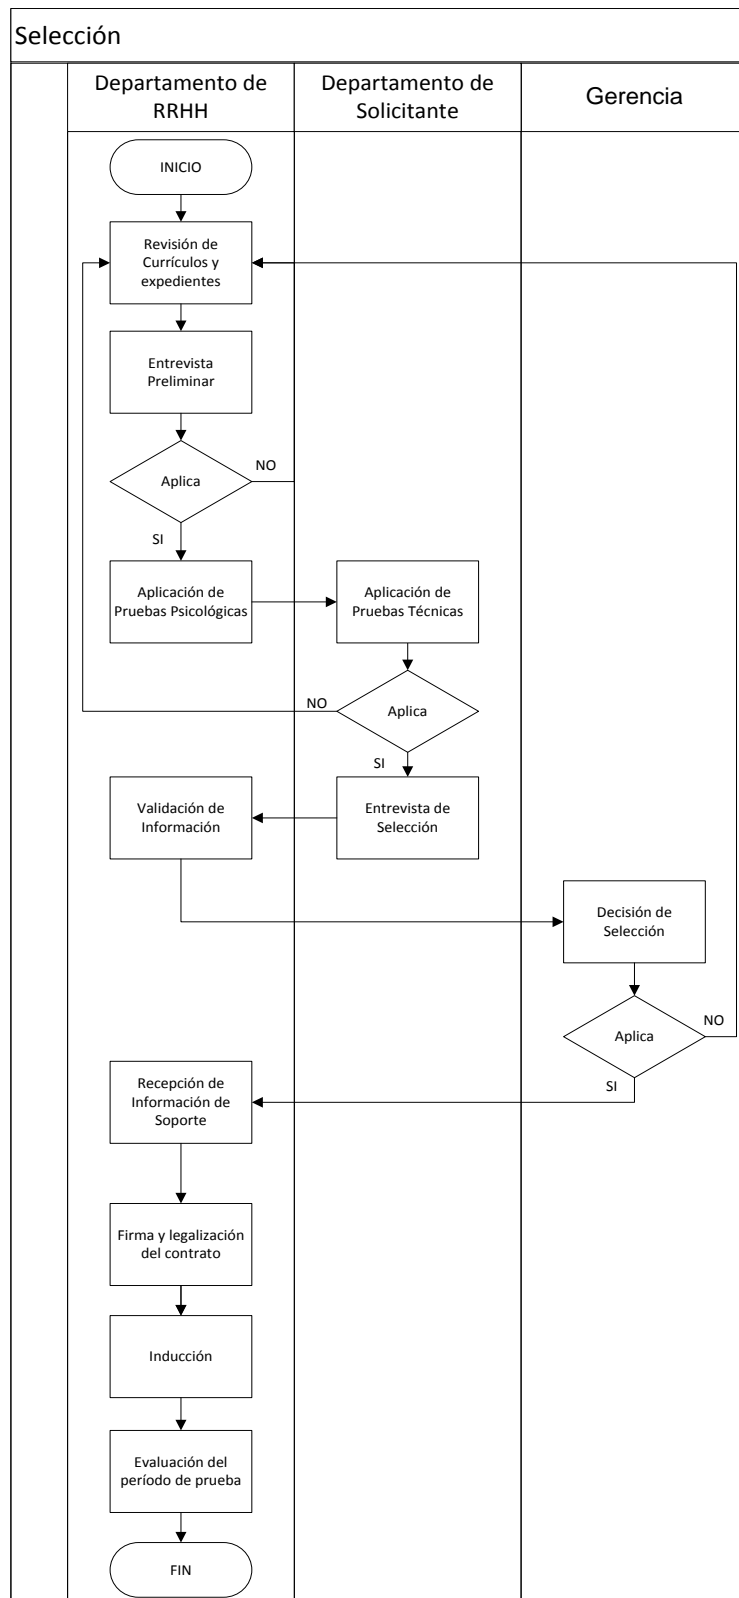 Selección
Departamento de
RRHH
Departamento de
Solicitante
Gerencia
INICIO
Revisión de
Currículos y
expedientes
Entrevista
Preliminar
Aplica
NO
SI
Aplicación de
Pruebas Psicológicas
Aplicación de
Pruebas Técnicas
NO
Aplica
SI
Validación de
Información
Entrevista de
Selección
Decisión de
Selección
Aplica
NO
SI
Recepción de
Información de
Soporte
Firma y legalización
del contrato
Inducción
Evaluación del
período de prueba
FIN